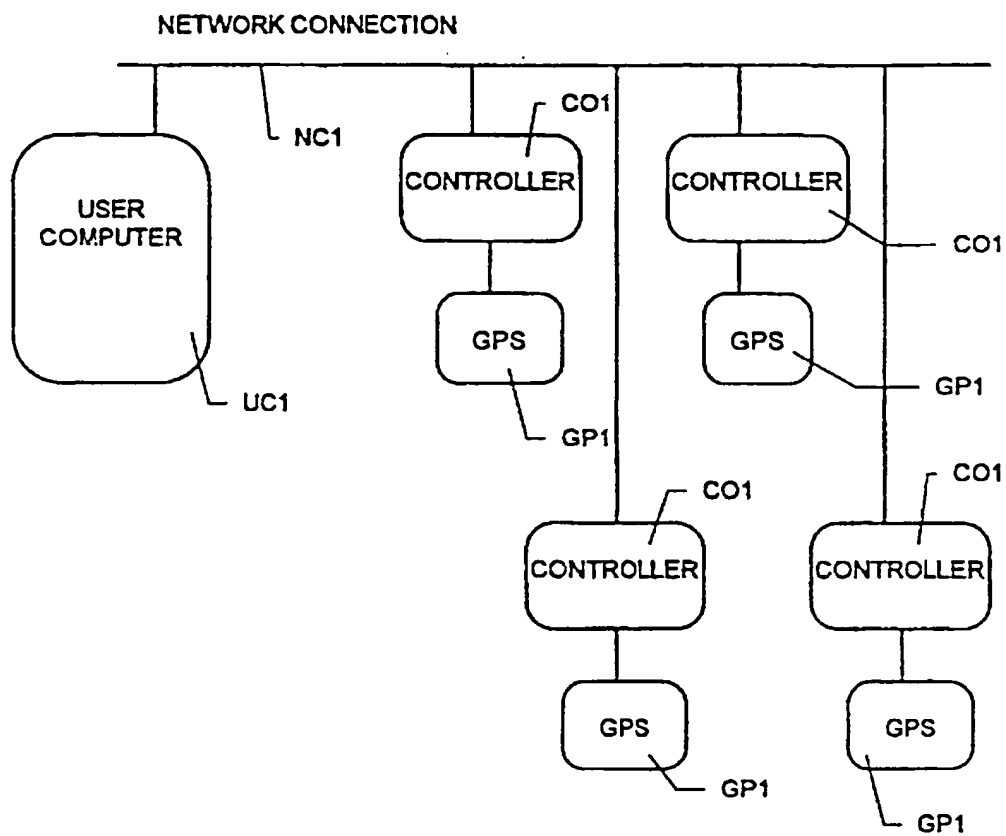 NETWORK CONNECTION
NC1
USER
COMPUTER
UC1
CO1
CONTROLLER
GPS
GP1
CONTROLLER
CO1
GPS
GP1
CO1
CONTROLLER
GPS
GP1
CO1
CONTROLLER
GPS
GP1